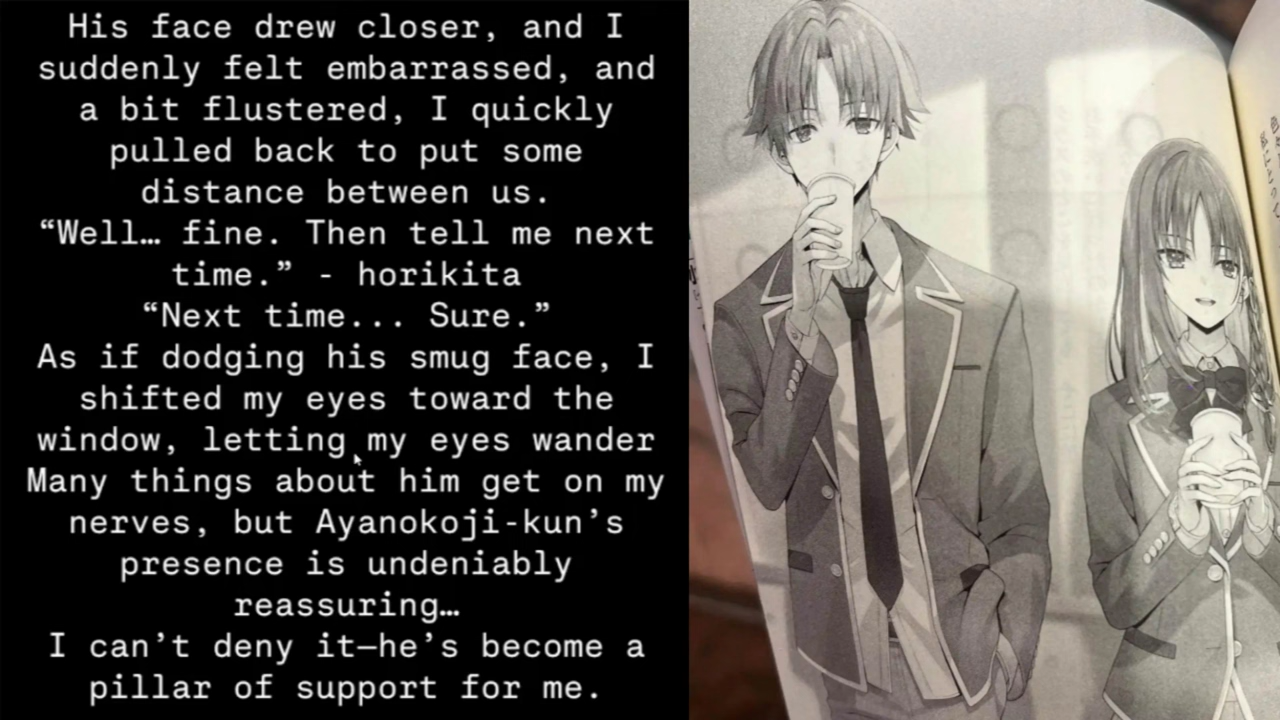 His face drew closer, and I
suddenly felt embarrassed, and
a bit flustered, I quickly
pulled back to put some
distance between us.
“Well… fine. Then tell me next
time.” - horikita
“Next time... Sure.”
As if dodging his smug face, I
shifted my eyes toward the
window, letting my eyes wander
Many things about him get on my
nerves, but Ayanokoji-kun’s
presence is undeniably
reassuring…
I can’t deny it—he’s become a
pillar of support for me.